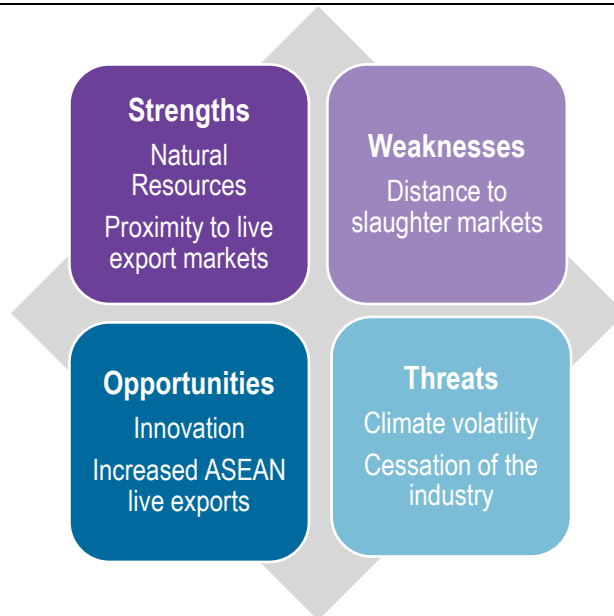 Strengths
Natural
Resources
Proximity to live
export markets
Weaknesses
Distance to
slaughter markets
Opportunities
Innovation
Increased ASEAN
live exports
Threats
Climate volatility
Cessation of the
industry